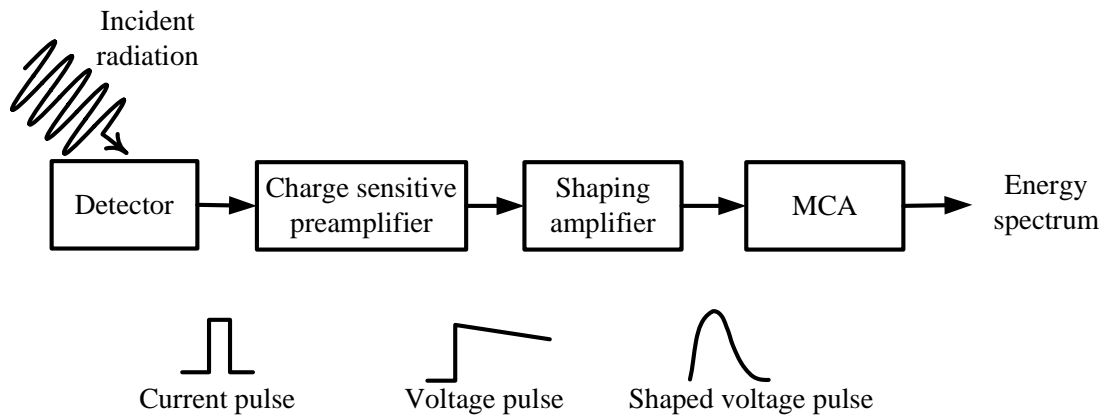 Incident
radiation
Detector
Charge sensitive
preamplifier
Shaping
amplifier
MCA
Energy
spectrum
Current pulse
Voltage pulse
Shaped voltage pulse